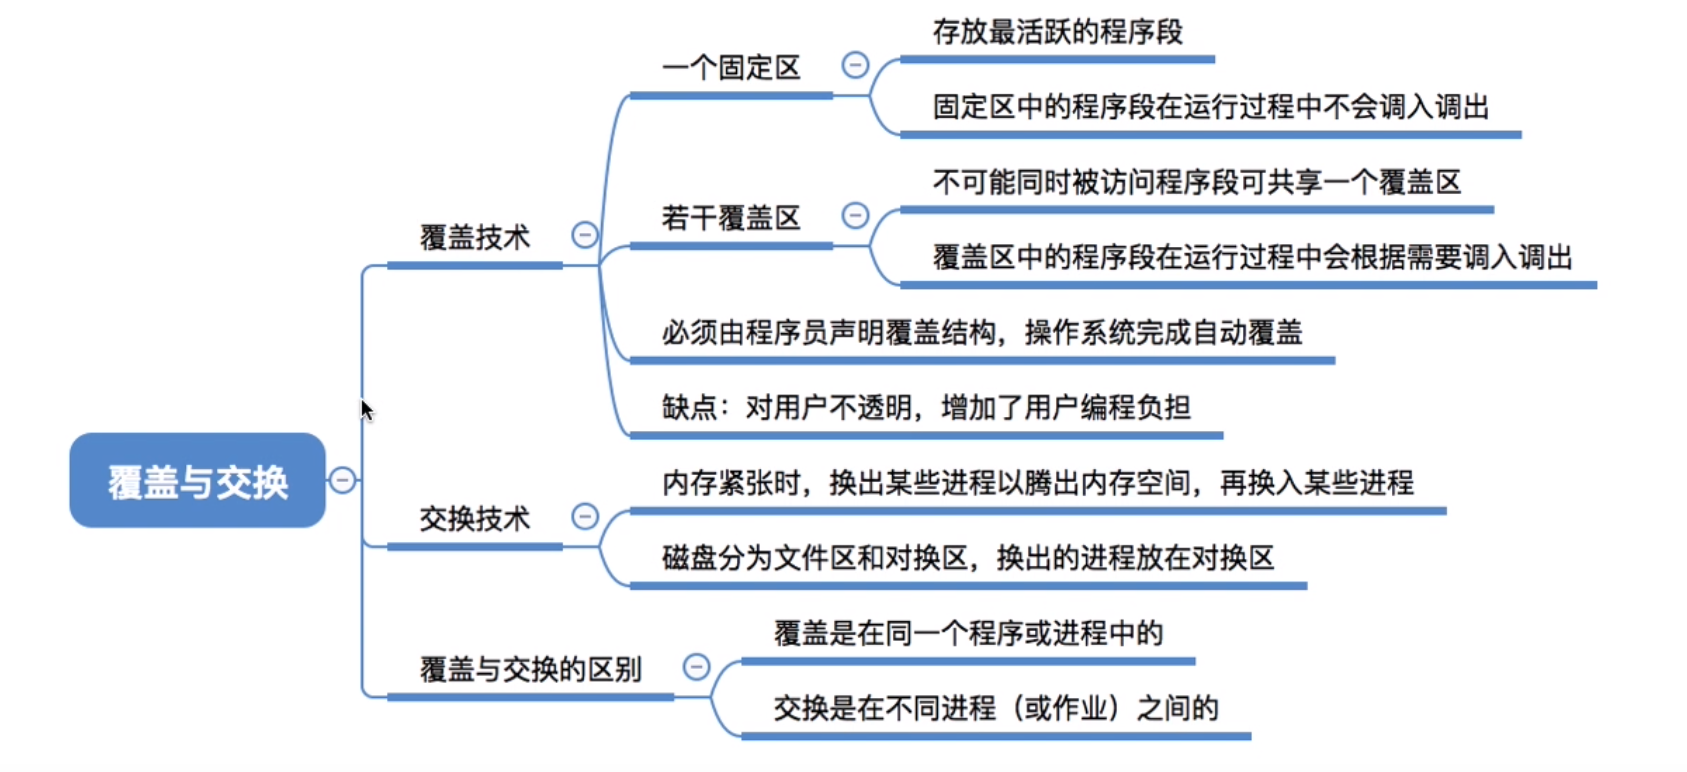 覆盖与交换
覆盖技术
一个固定区
存放最活跃的程序段
固定区中的程序段在运行过程中不会调入调出
若干覆盖区
不可能同时被访问程序段可共享一个覆盖区
覆盖区中的程序段在运行过程中会根据需要调入调出
必须由程序员声明覆盖结构，操作系统完成自动覆盖
缺点：对用户不透明，增加了用户编程负担
交换技术
内存紧张时，换出某些进程以腾出内存空间，再换入某些进程
磁盘分为文件区和对换区，换出的进程放在对换区
覆盖与交换的区别
覆盖是在同一个程序或进程中的
交换是在不同进程（或作业）之间的